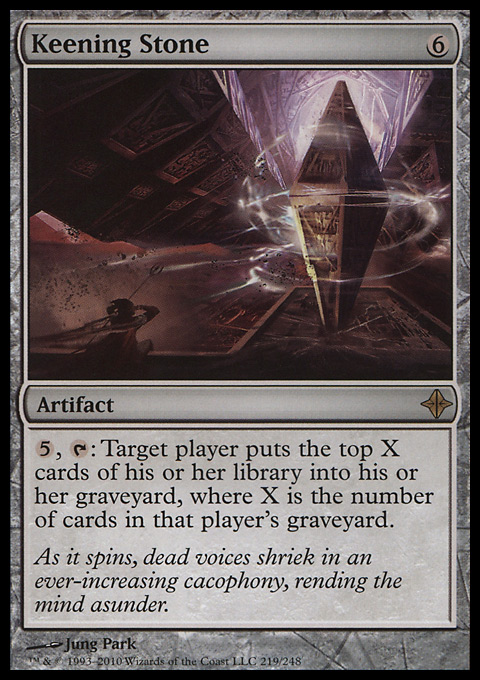 Keening Stone 6
Artifact
5, : Target player puts the top X
cards of his or her library into his or
her graveyard, where X is the number
of cards in that player's graveyard.
As it spins, dead voices shriek in an
ever-increasing cacophony, rending the
mind asunder.
Jung Park
™ & © 1993–2010 Wizards of the Coast LLC 219/248